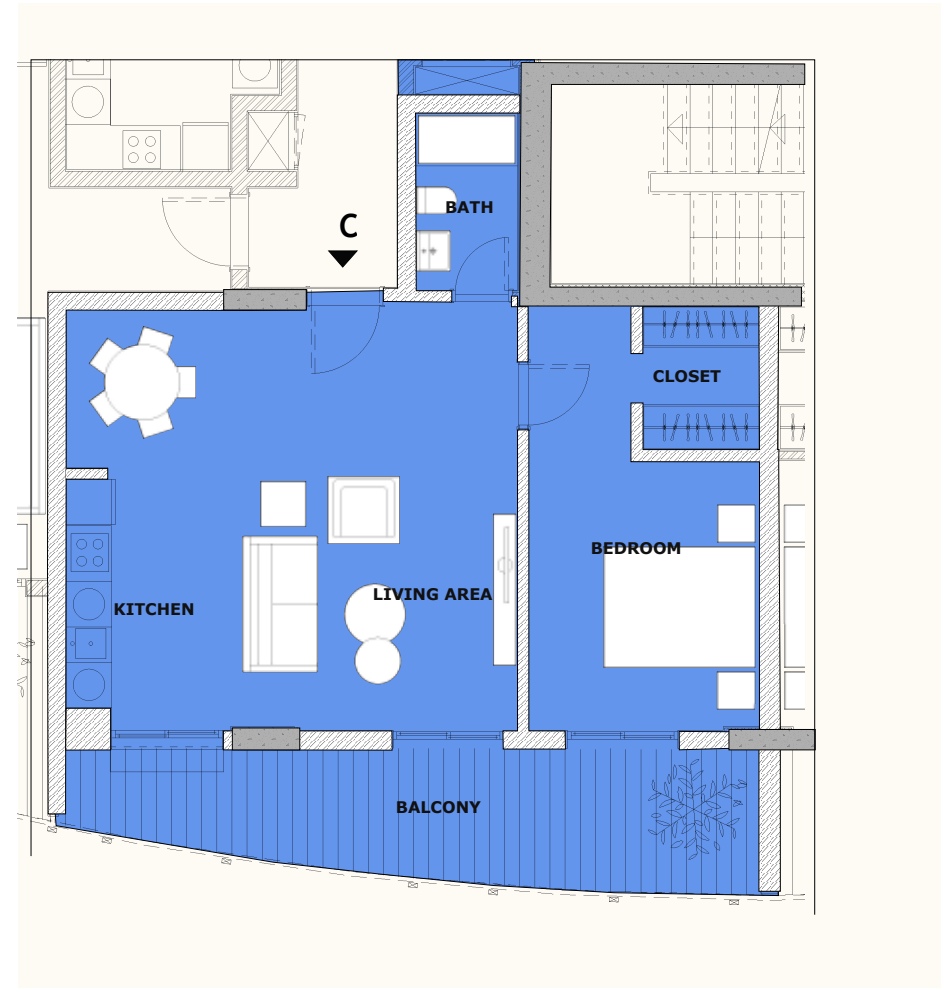 BATH
C
CLOSET
BEDROOM
LIVING AREA
KITCHEN
BALCONY